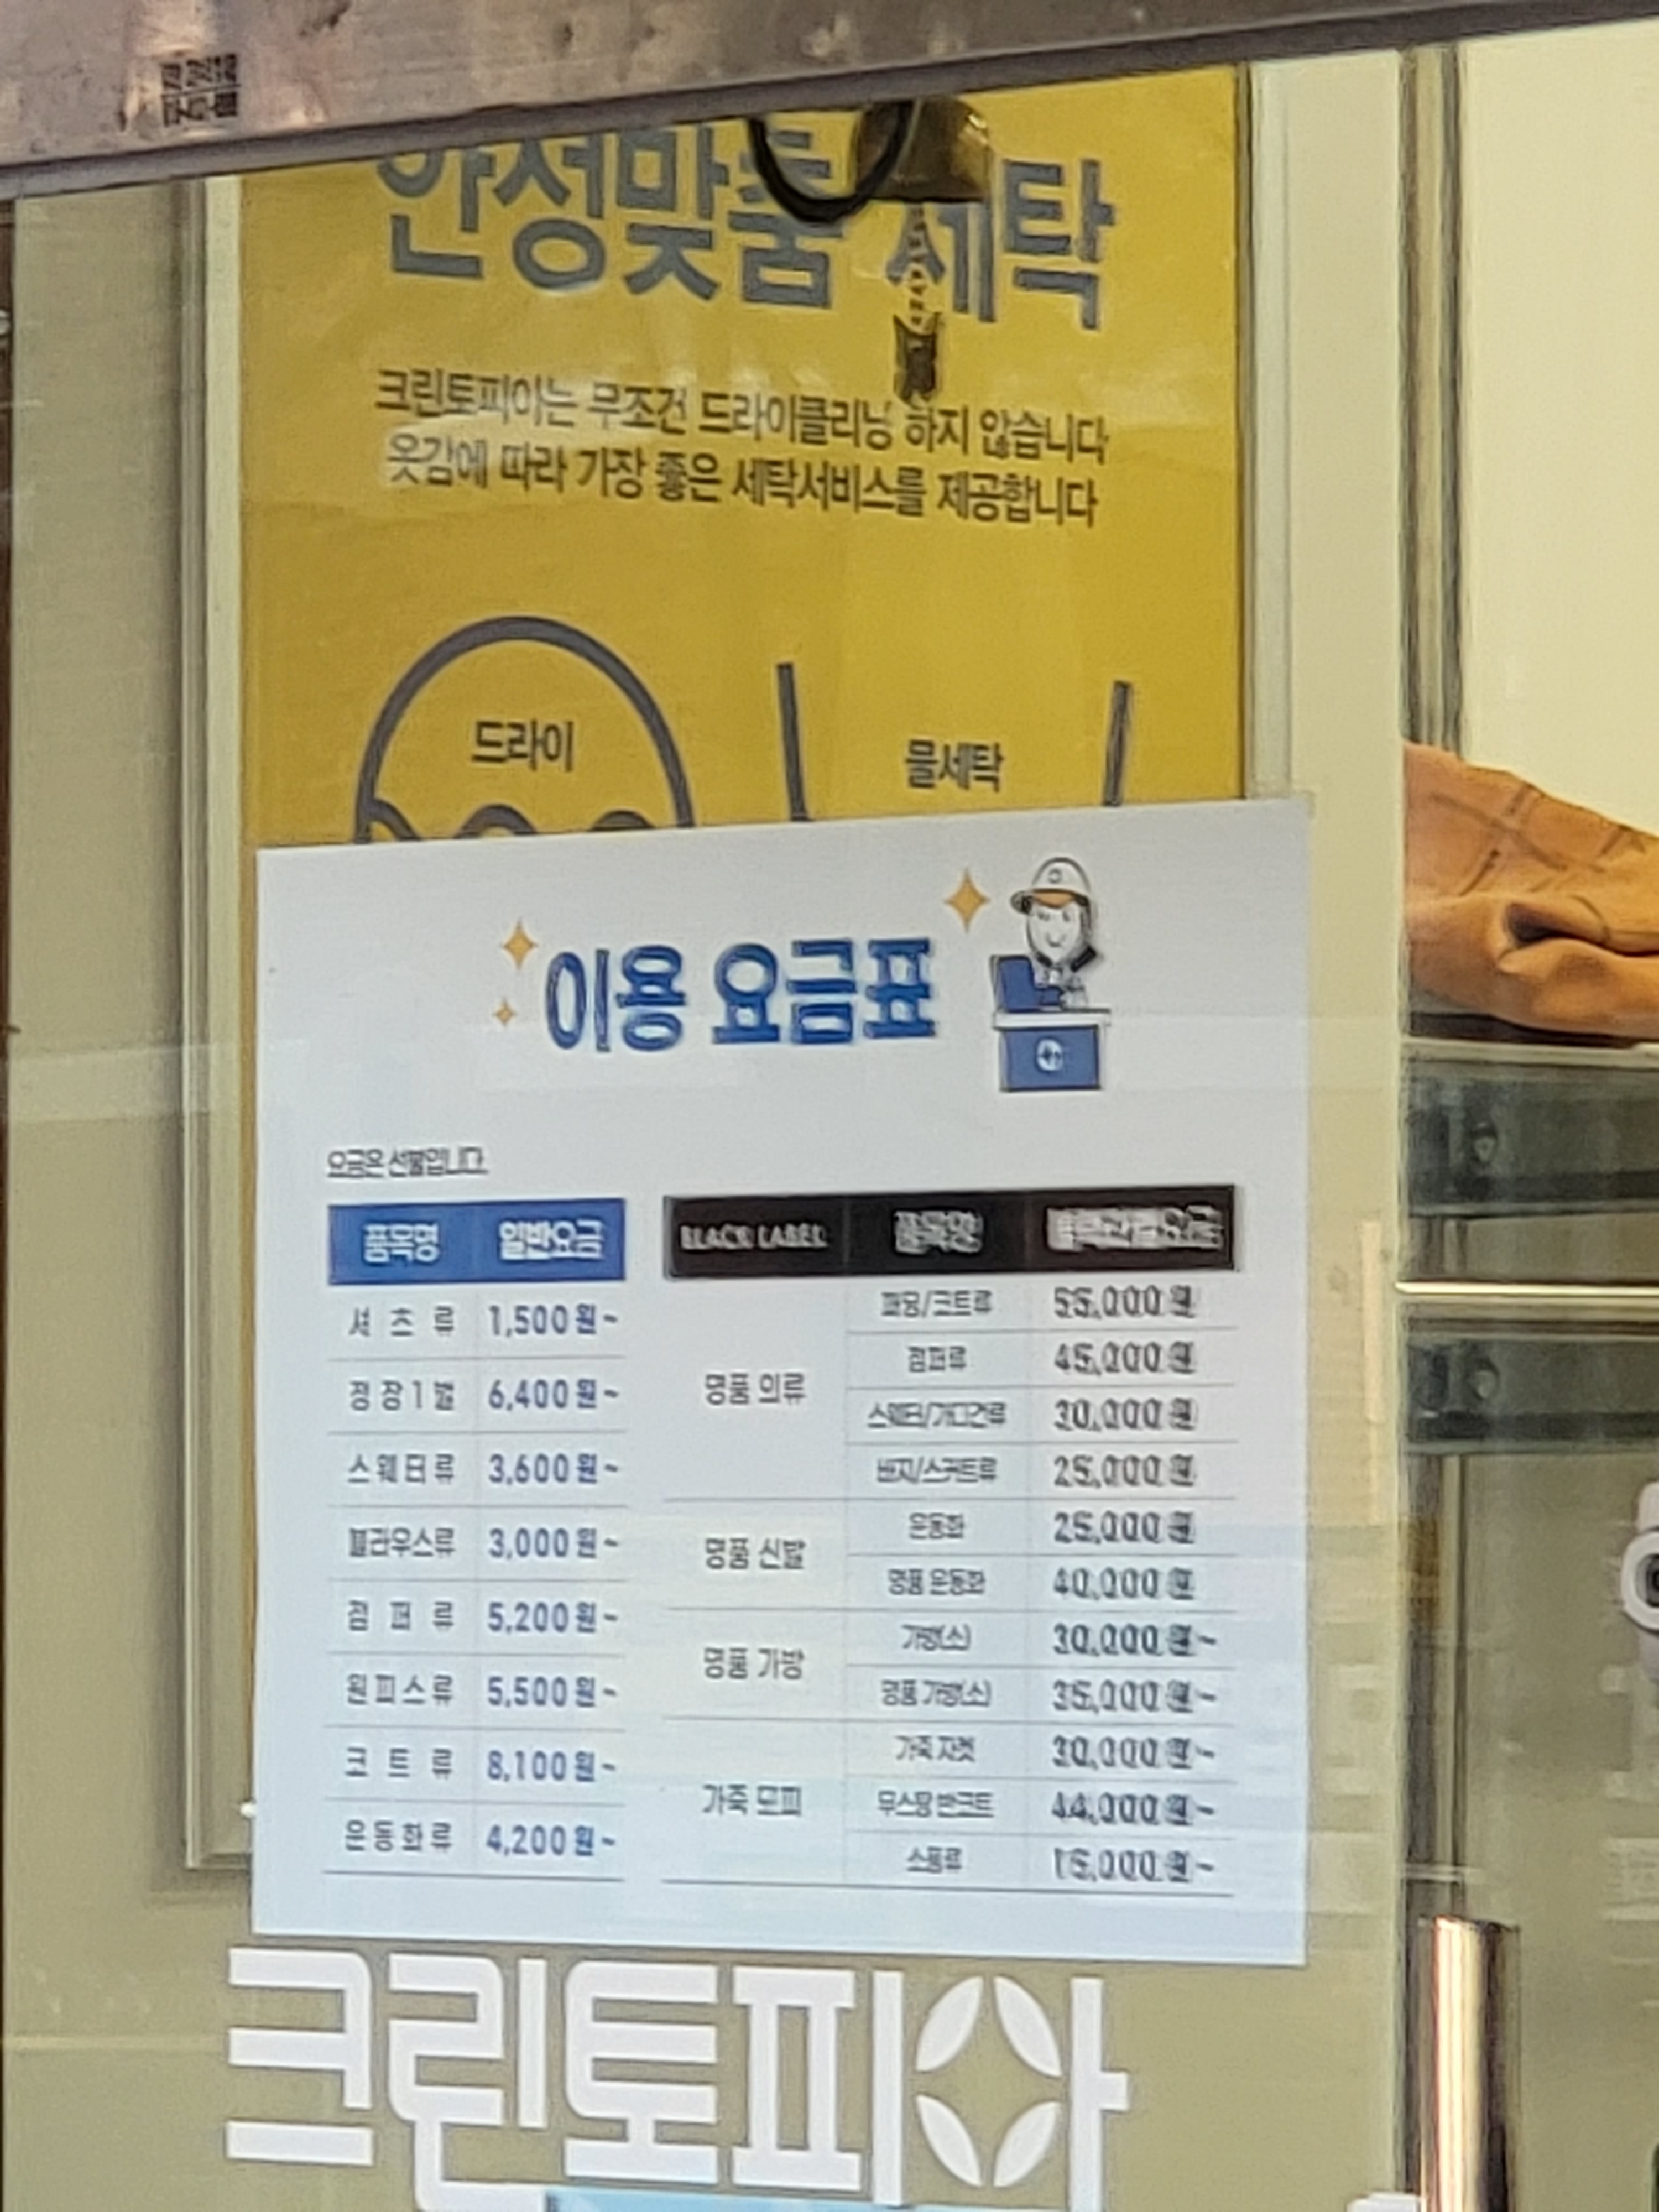 안성맞춤 세탁
크린토피아는 무조건 드라이클리닝 하지 않습니다
옷감에 따라 가장 좋은 세탁서비스를 제공합니다
드라이
물세탁
이용 요금표
요금은 선불입니다.
품목명 일반요금
셔츠류 1,500원~
정장1벌 6,400원~
스웨터류 3,600원~
블라우스류 3,000원~
점퍼류 5,200원~
원피스류 5,500원~
코트류 8,100원~
운동화류 4,200원~
BLACK LABEL 품목명
명품 의류
패딩/코트류 55,000원
점퍼류 45,000원
스웨터/가디건류 30,000원
바지/스커트류 25,000원
명품 신발
운동화 25,000원
명품 운동화 40,000원
명품 가방
가방(소) 30,000원~
명품 가방(소) 35,000원~
가죽 모피
가죽 자켓 30,000원~
무스탕 반코트 44,000원~
소품류 15,000원~
크린토피아